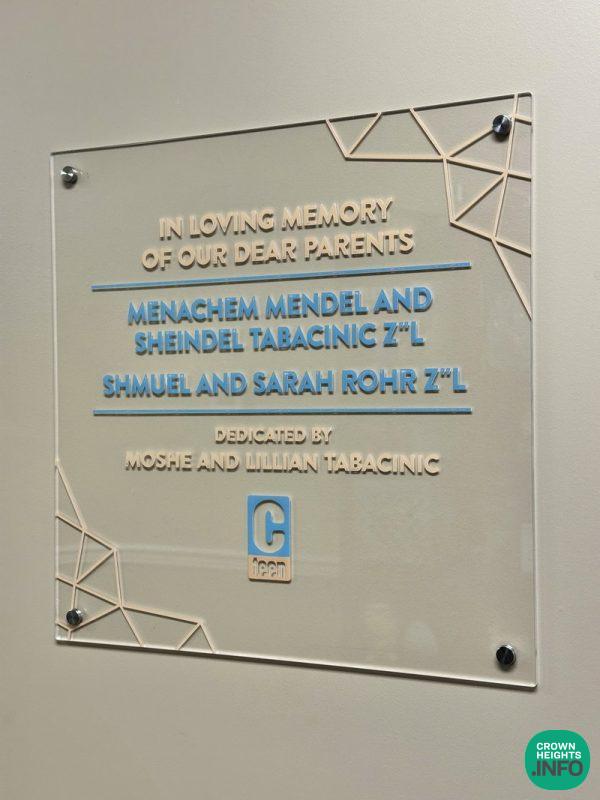 IN LOVING MEMORY
OF OUR DEAR PARENTS
MENACHEM MENDEL AND
SHEINDEL TABACINIC Z"L
SHMUEL AND SARAH ROHR Z"L
DEDICATED BY
MOSHE AND LILLIAN TABACINIC
C
teen
CROWN
HEIGHTS
.INFO